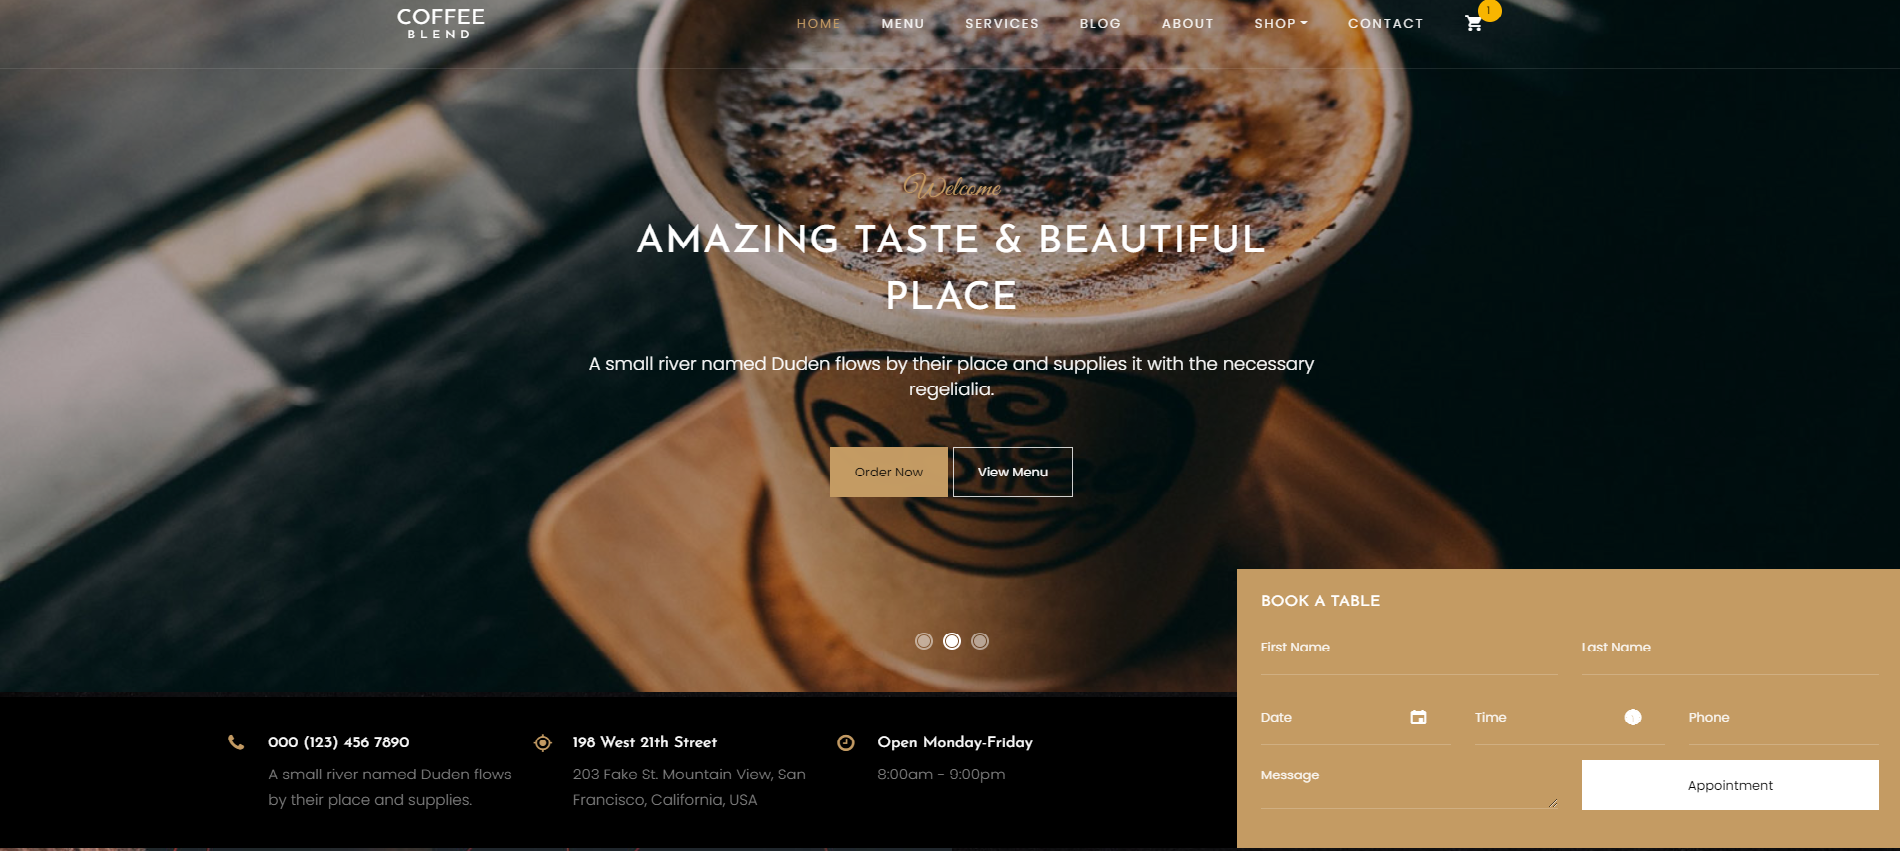 COFFEE
BLEND
HOME
MENU
SERVICES
BLOG
ABOUT
SHOP
CONTACT
1
Welcome
AMAZING TASTE & BEAUTIFUL
PLACE
A small river named Duden flows by their place and supplies it with the necessary
regelialia.
Order Now
View Menu
BOOK A TABLE
First Name
Last Name
Date
Time
Phone
Message
Appointment
000 (123) 456 7890
A small river named Duden flows
by their place and supplies.
198 West 21th Street
203 Fake St. Mountain View, San
Francisco, California, USA
Open Monday-Friday
8:00am - 9:00pm